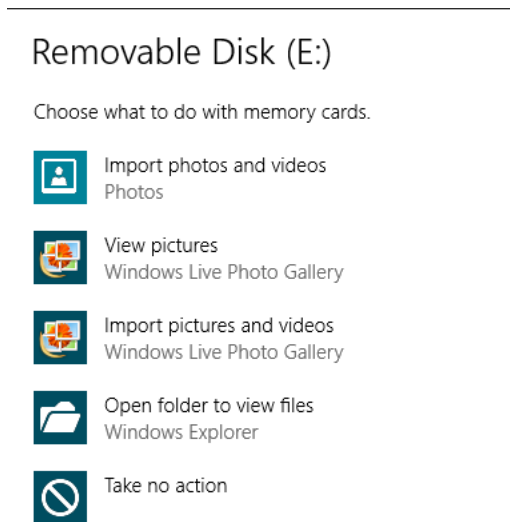 Removable Disk (E:)
Choose what to do with memory cards.
Import photos and videos
Photos
View pictures
Windows Live Photo Gallery
Import pictures and videos
Windows Live Photo Gallery
Open folder to view files
Windows Explorer
Take no action